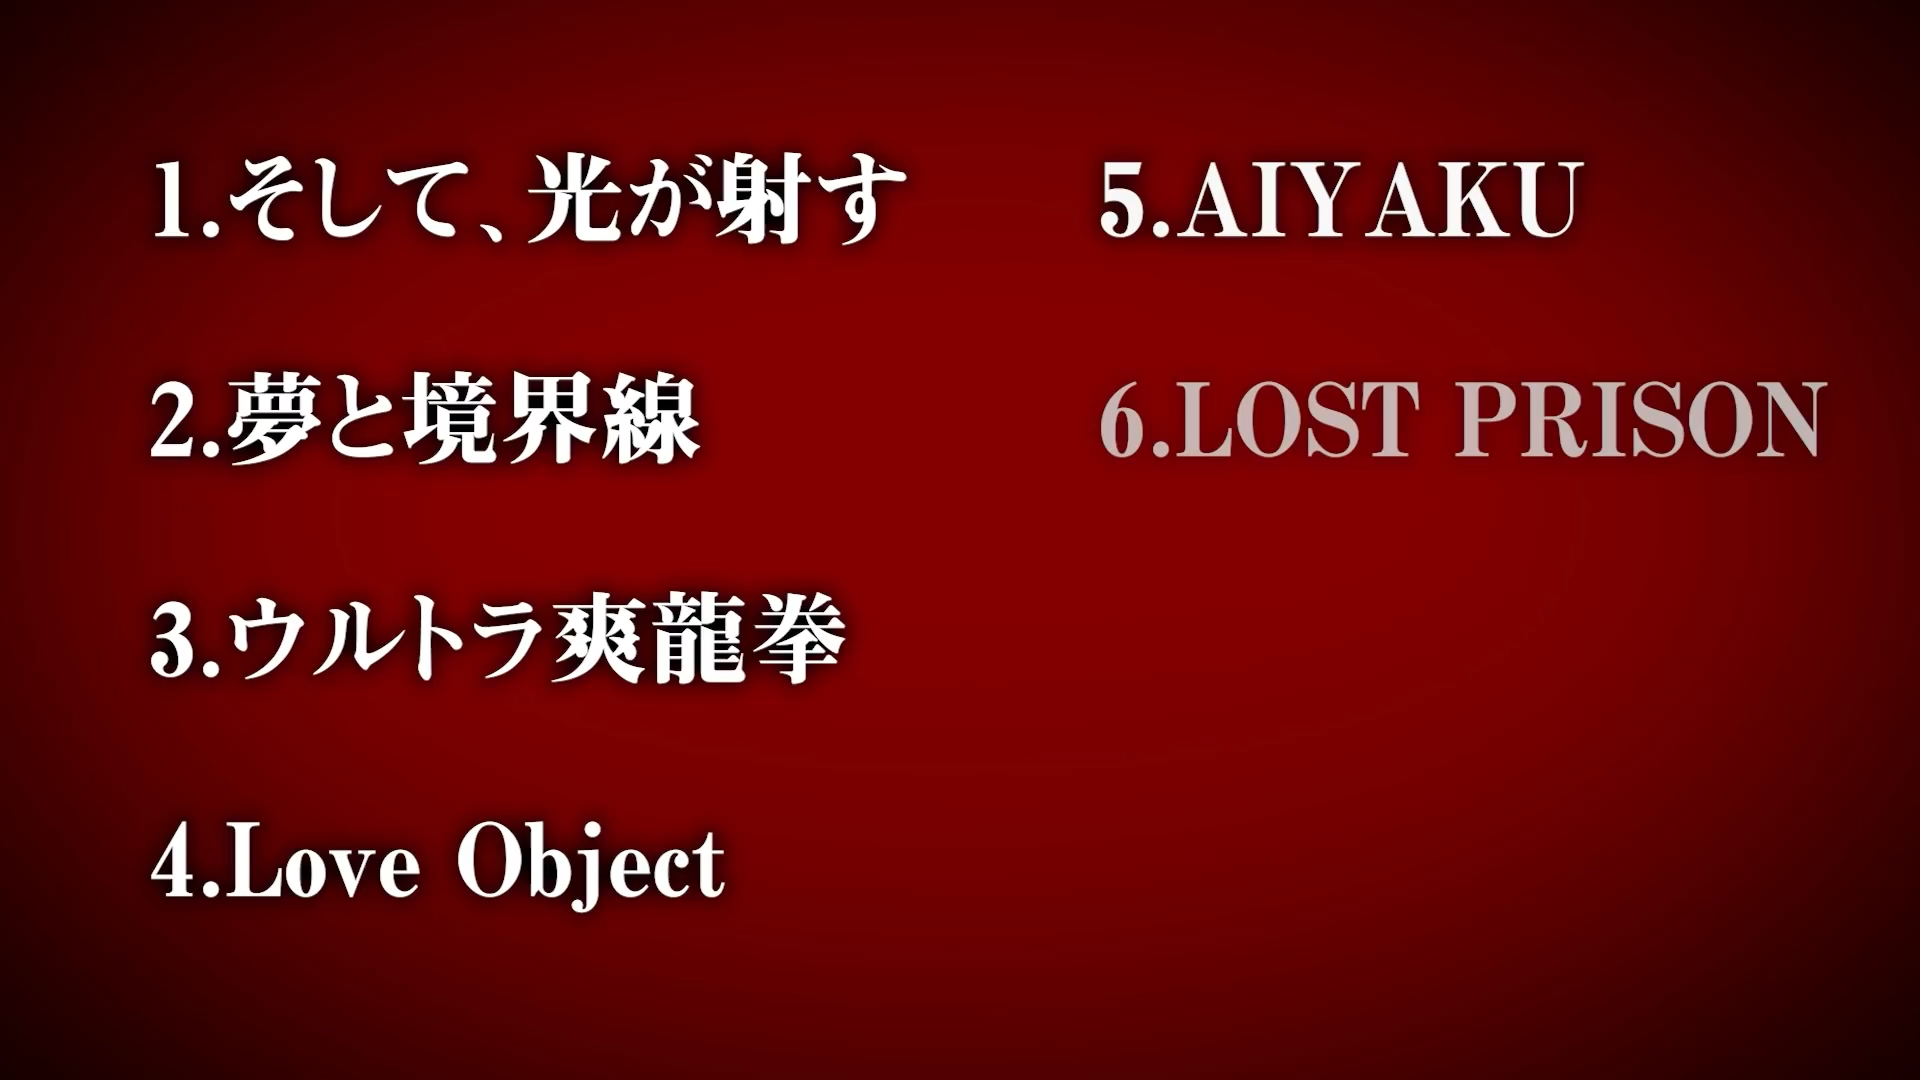 1.そして、光が射す
2.夢と境界線
3.ウルトラ爽龍拳
4.Love Object
5.AIYAKU
6.LOST PRISON